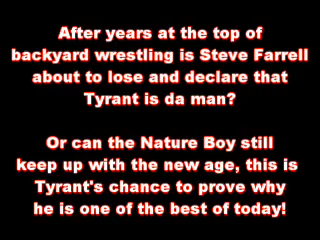 After years at the top of
backyard wrestling is Steve Farrell
about to lose and declare that
Tyrant is da man?
Or can the Nature Boy still
keep up with the new age, this is
Tyrant's chance to prove why
he is one of the best of today!